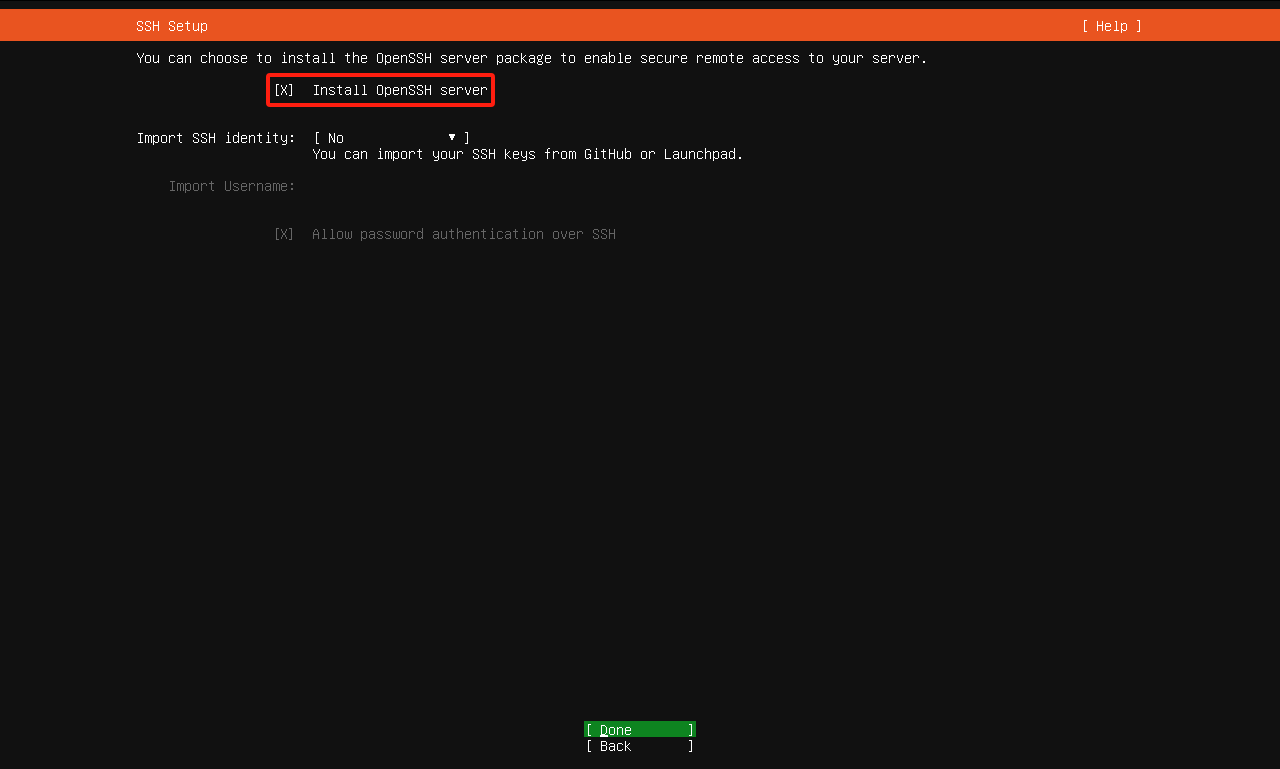 SSH Setup [ Help ]
You can choose to install the OpenSSH server package to enable secure remote access to your server.
[X] Install OpenSSH server
Import SSH identity: [ No ▼ ]
You can import your SSH keys from GitHub or Launchpad.
Import Username:
[X] Allow password authentication over SSH
[ Done ]
[ Back ]